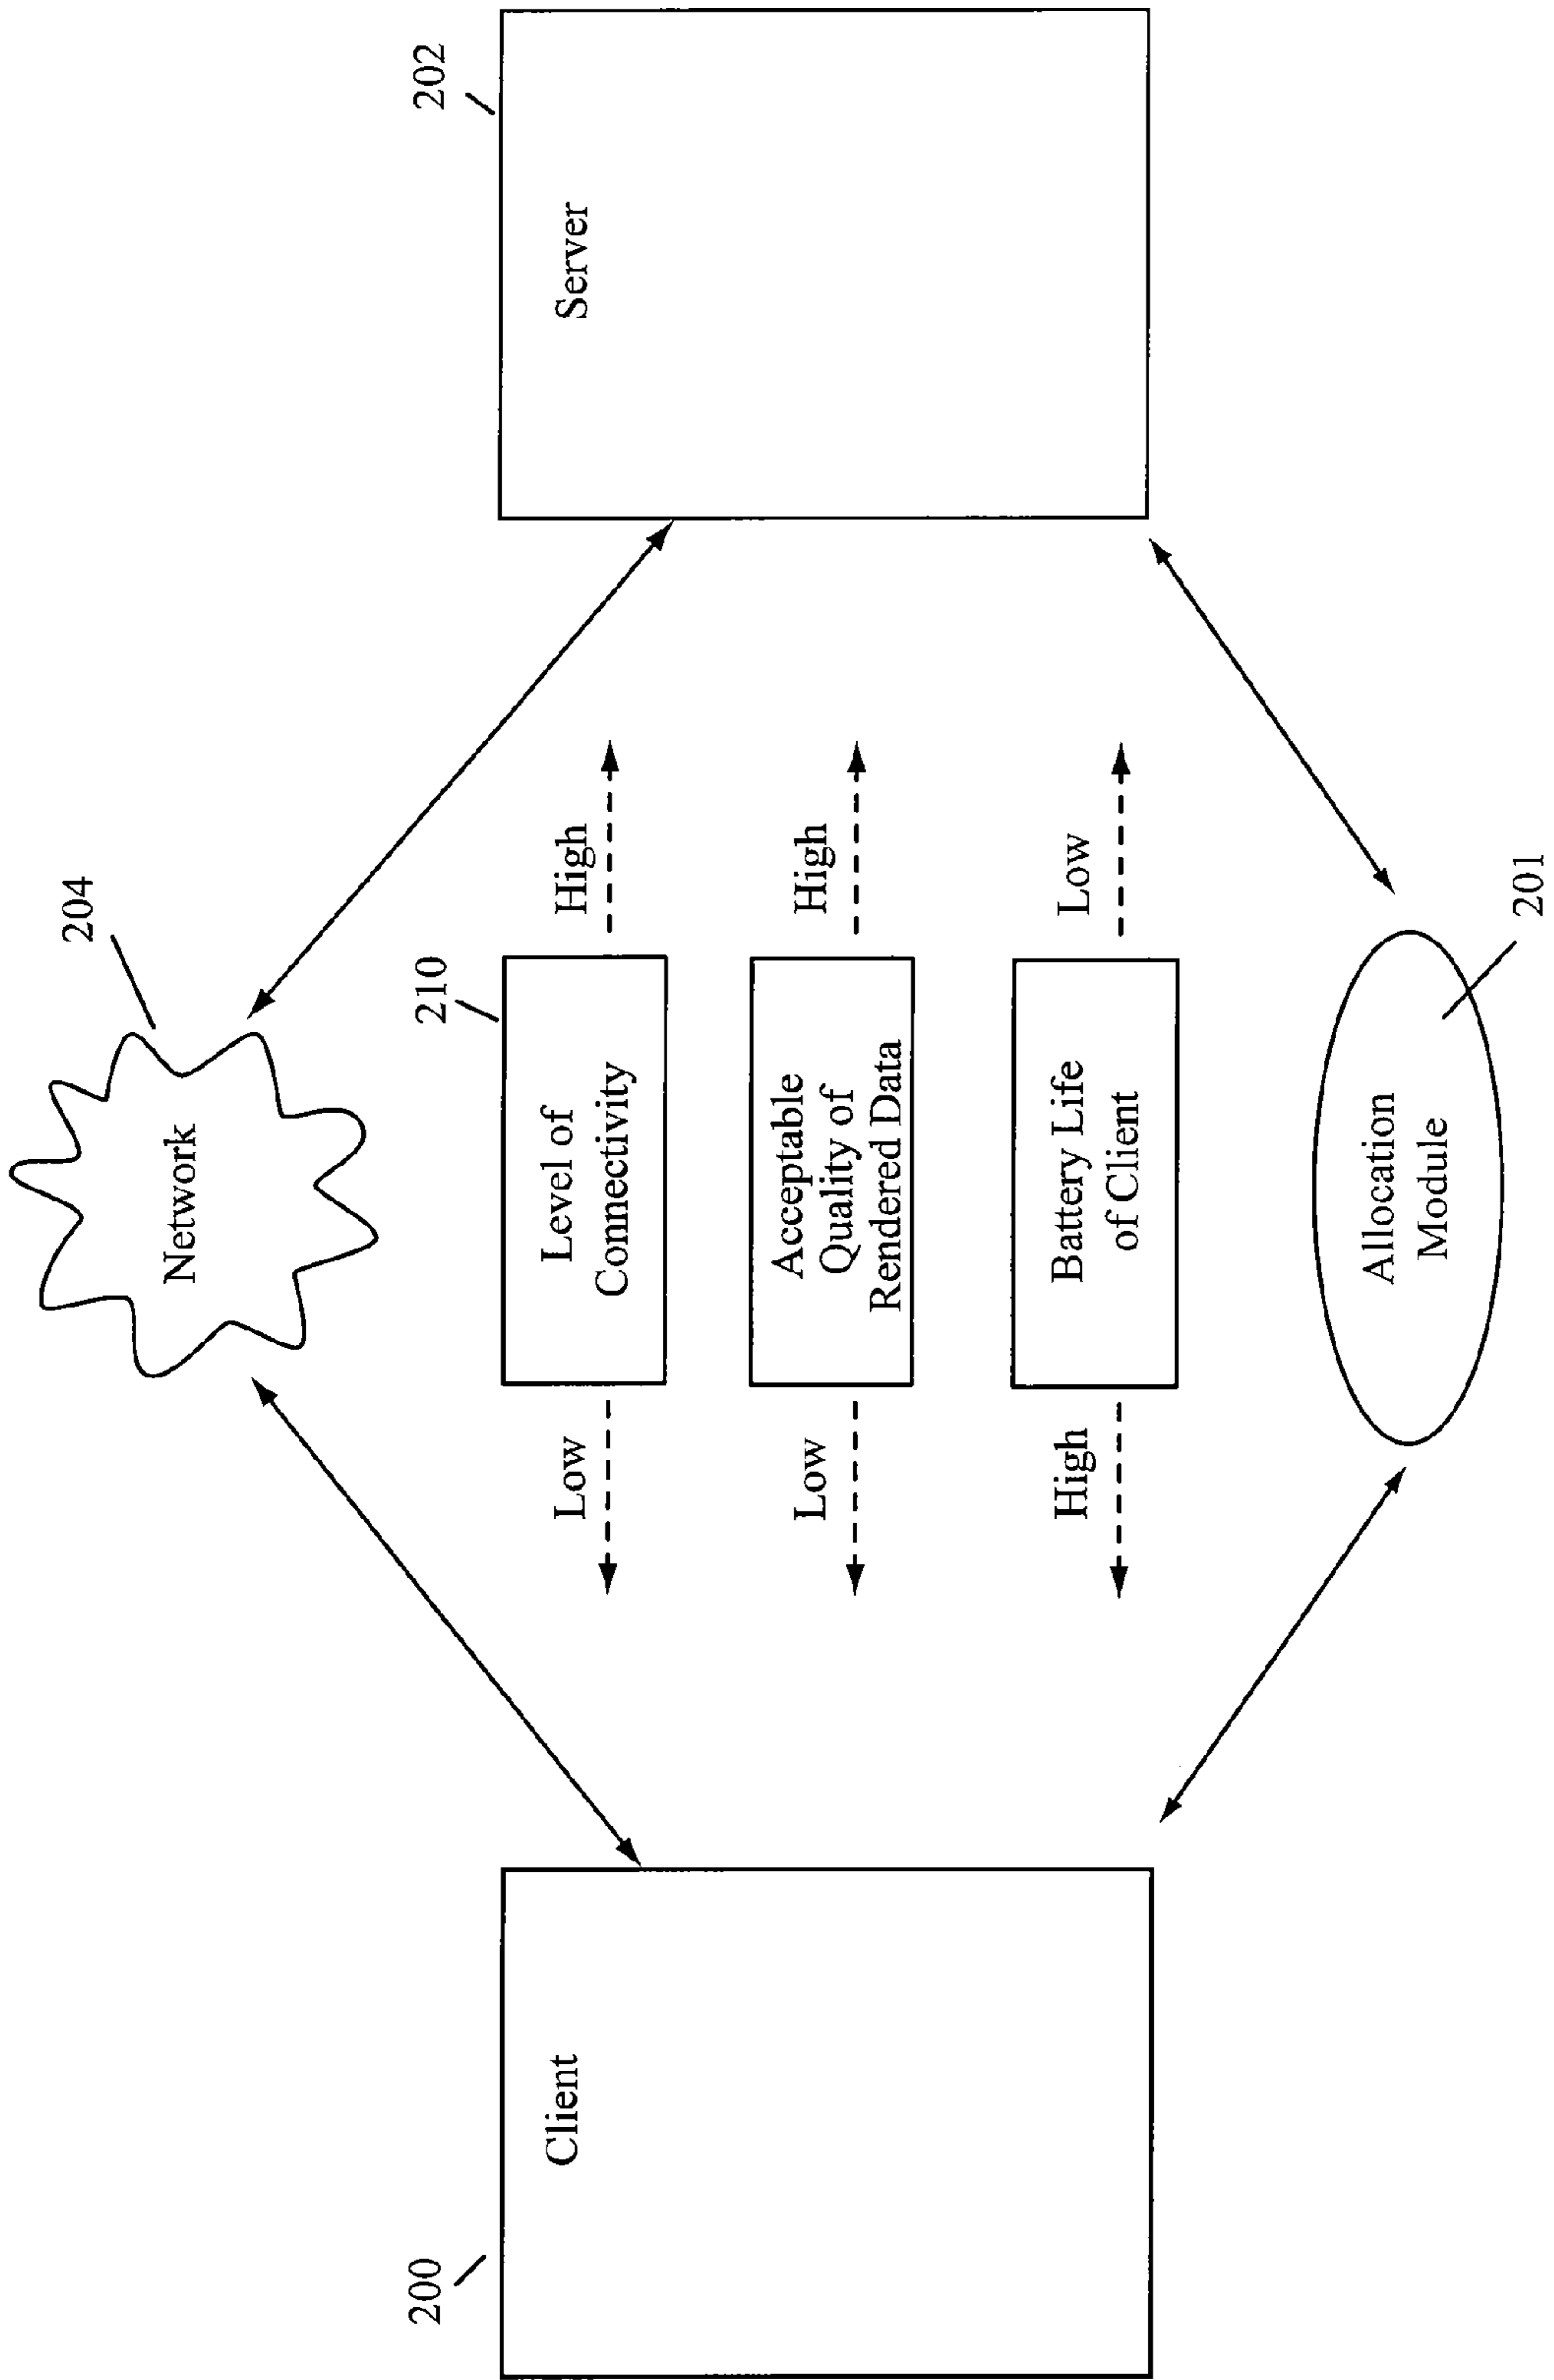 204
Network
202
Server
210
Level of
Connectivity
Low
High
Acceptable
Quality of
Rendered Data
Low
High
Battery Life
of Client
High
Low
200
Client
Allocation
Module
201